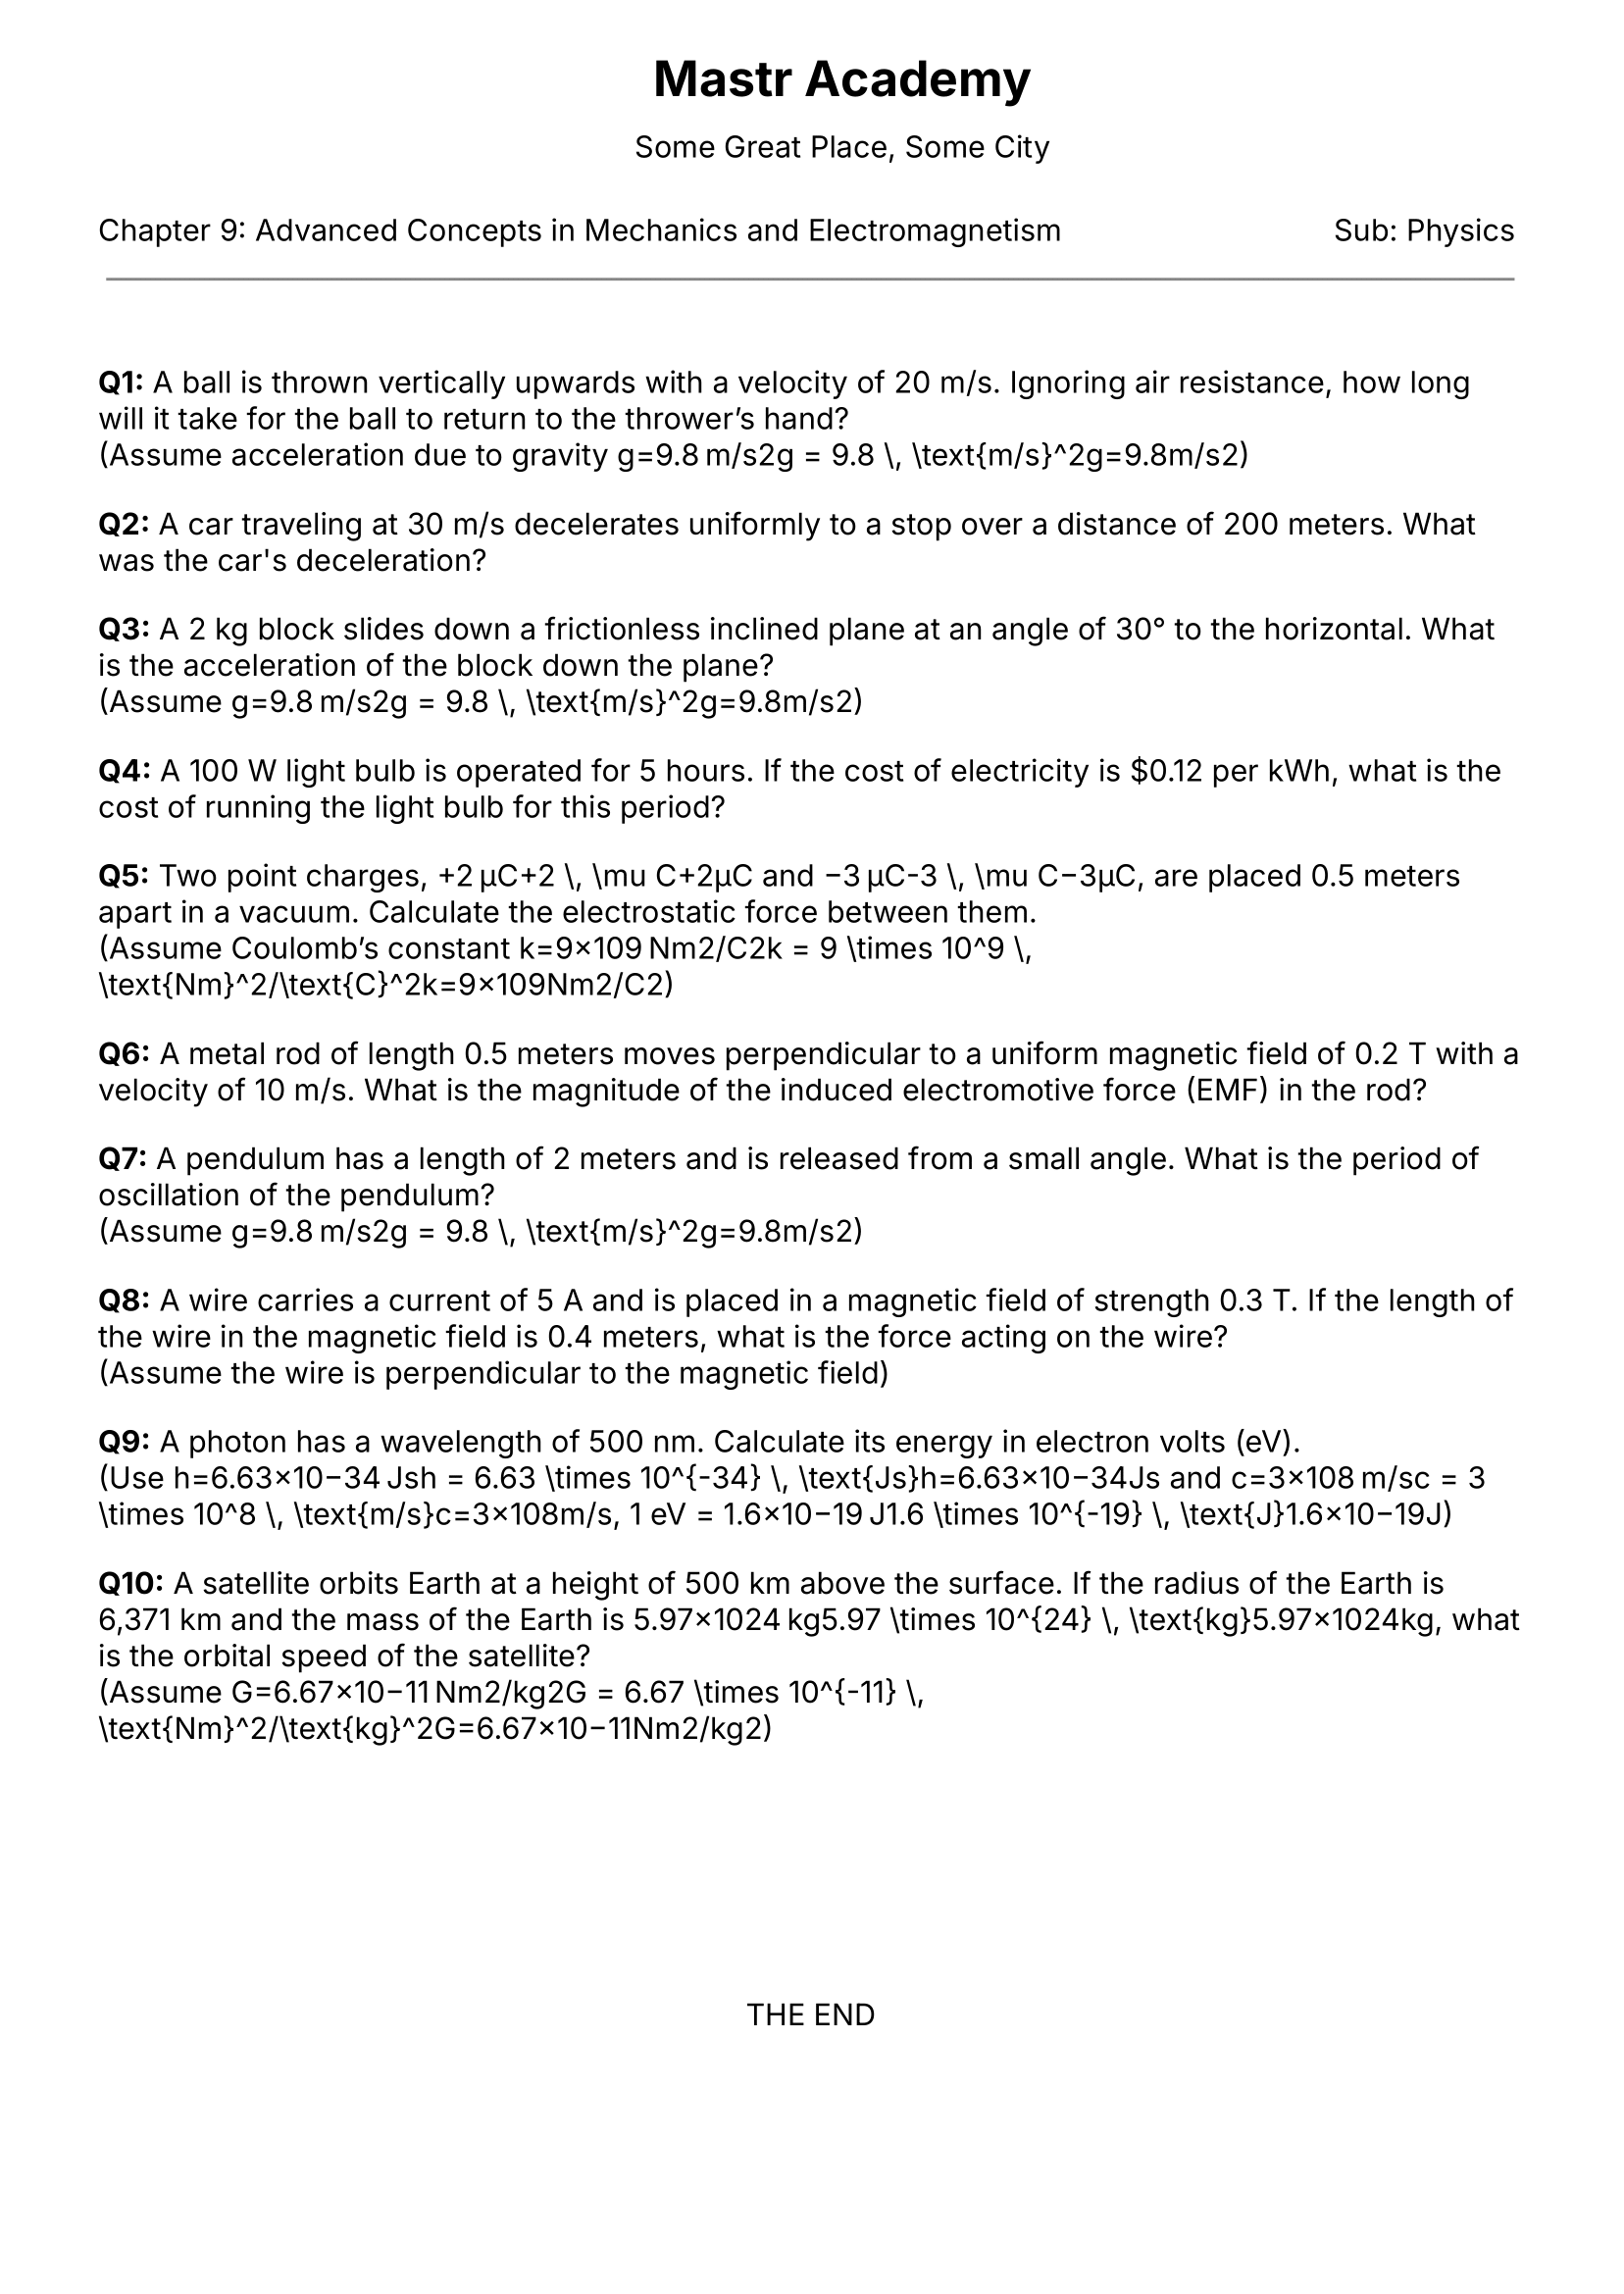 Mastr Academy
Some Great Place, Some City
Chapter 9: Advanced Concepts in Mechanics and Electromagnetism Sub: Physics
Q1: A ball is thrown vertically upwards with a velocity of 20 m/s. Ignoring air resistance, how long
will it take for the ball to return to the thrower’s hand?
(Assume acceleration due to gravity g=9.8 m/s2g = 9.8 \, \text{m/s}^2g=9.8m/s2)
Q2: A car traveling at 30 m/s decelerates uniformly to a stop over a distance of 200 meters. What
was the car's deceleration?
Q3: A 2 kg block slides down a frictionless inclined plane at an angle of 30° to the horizontal. What
is the acceleration of the block down the plane?
(Assume g=9.8 m/s2g = 9.8 \, \text{m/s}^2g=9.8m/s2)
Q4: A 100 W light bulb is operated for 5 hours. If the cost of electricity is $0.12 per kWh, what is the
cost of running the light bulb for this period?
Q5: Two point charges, +2 μC+2 \, \mu C+2μC and −3 μC-3 \, \mu C−3μC, are placed 0.5 meters
apart in a vacuum. Calculate the electrostatic force between them.
(Assume Coulomb’s constant k=9×109 Nm2/C2k = 9 \times 10^9 \,
\text{Nm}^2/\text{C}^2k=9×109Nm2/C2)
Q6: A metal rod of length 0.5 meters moves perpendicular to a uniform magnetic field of 0.2 T with a
velocity of 10 m/s. What is the magnitude of the induced electromotive force (EMF) in the rod?
Q7: A pendulum has a length of 2 meters and is released from a small angle. What is the period of
oscillation of the pendulum?
(Assume g=9.8 m/s2g = 9.8 \, \text{m/s}^2g=9.8m/s2)
Q8: A wire carries a current of 5 A and is placed in a magnetic field of strength 0.3 T. If the length of
the wire in the magnetic field is 0.4 meters, what is the force acting on the wire?
(Assume the wire is perpendicular to the magnetic field)
Q9: A photon has a wavelength of 500 nm. Calculate its energy in electron volts (eV).
(Use h=6.63×10−34 Jsh = 6.63 \times 10^{-34} \, \text{Js}h=6.63×10−34Js and c=3×108 m/sc = 3
\times 10^8 \, \text{m/s}c=3×108m/s, 1 eV = 1.6×10−19 J1.6 \times 10^{-19} \, \text{J}1.6×10−19J)
Q10: A satellite orbits Earth at a height of 500 km above the surface. If the radius of the Earth is
6,371 km and the mass of the Earth is 5.97×1024 kg5.97 \times 10^{24} \, \text{kg}5.97×1024kg, what
is the orbital speed of the satellite?
(Assume G=6.67×10−11 Nm2/kg2G = 6.67 \times 10^{-11} \,
\text{Nm}^2/\text{kg}^2G=6.67×10−11Nm2/kg2)
THE END